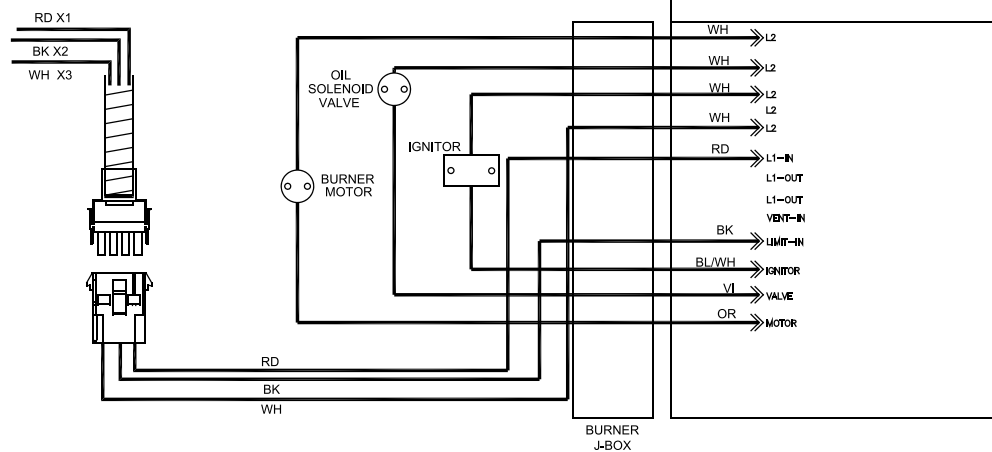 RD X1
BK X2
WH X3
OIL
SOLENOID
VALVE
IGNITOR
BURNER
MOTOR
WH
L2
WH
L2
WH
L2
L2
WH
L2
RD
L1-IN
L1-OUT
L1-OUT
VENT-IN
BK
LIMIT-IN
BL/WH
IGNITOR
VI
VALVE
OR
MOTOR
RD
BK
WH
BURNER
J-BOX